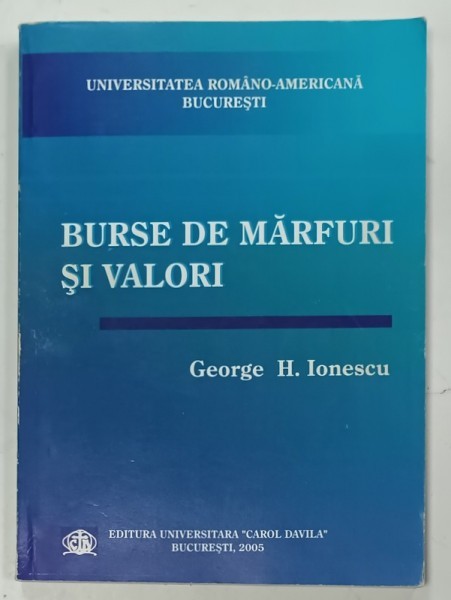 UNIVERSITATEA ROMÂNO-AMERICANĂ
BUCUREŞTI
BURSE DE MĂRFURI
ŞI VALORI
George H. Ionescu
EDITURA UNIVERSITARA "CAROL DAVILA"
BUCUREŞTI, 2005